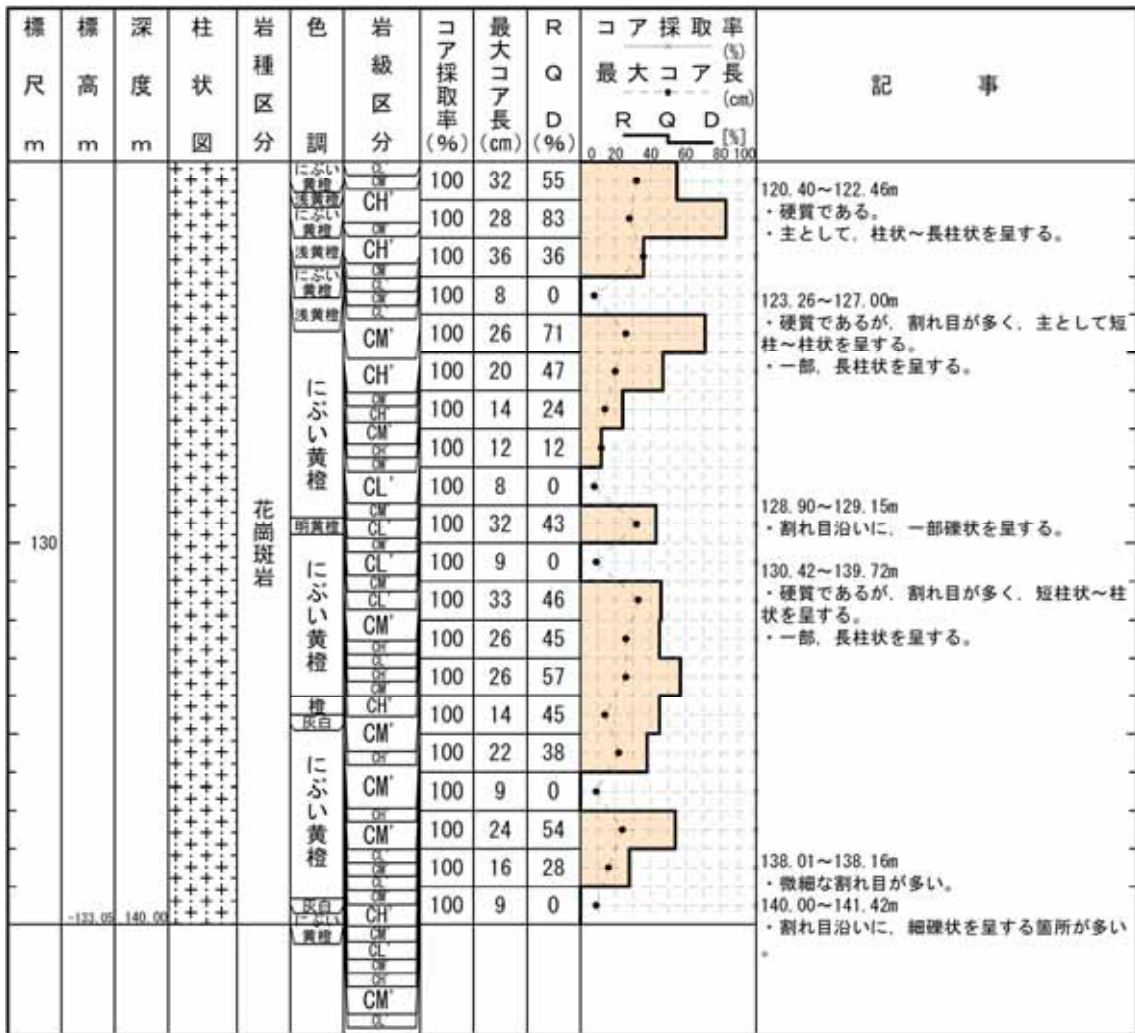 標尺 m
標高 m
深度 m
柱状図
岩種区分
色調
岩級区分
コア採取率(%)
最大コア長(cm)
RQD(%)
コア採取率
(%)
最大コア長
(cm)
RQD
[%]
0 20 40 60 80 100
記事
130
-133.05 140.00
花崗斑岩
にぶい黄橙
浅黄橙
にぶい黄橙
浅黄橙
にぶい黄橙
浅黄橙
にぶい黄橙
明黄橙
にぶい黄橙
橙
灰白
にぶい黄橙
灰白
にぶい黄橙
CH'
CH'
CM'
CH'
CM'
CL'
CL'
CL'
CL'
CM'
CH'
CM'
CM'
CM'
CH'
CM'
100 32 55
100 28 83
100 36 36
100 8 0
100 26 71
100 20 47
100 14 24
100 12 12
100 8 0
100 32 43
100 9 0
100 33 46
100 26 45
100 26 57
100 14 45
100 22 38
100 9 0
100 24 54
100 16 28
100 9 0
120.40～122.46m
・硬質である。
・主として，柱状～長柱状を呈する。
123.26～127.00m
・硬質であるが，割れ目が多く，主として短
柱～柱状を呈する。
・一部，長柱状を呈する。
128.90～129.15m
・割れ目沿いに，一部礫状を呈する。
130.42～139.72m
・硬質であるが，割れ目が多く，短柱状～柱
状を呈する。
・一部，長柱状を呈する。
138.01～138.16m
・微細な割れ目が多い。
140.00～141.42m
・割れ目沿いに，細礫状を呈する箇所が多い
。